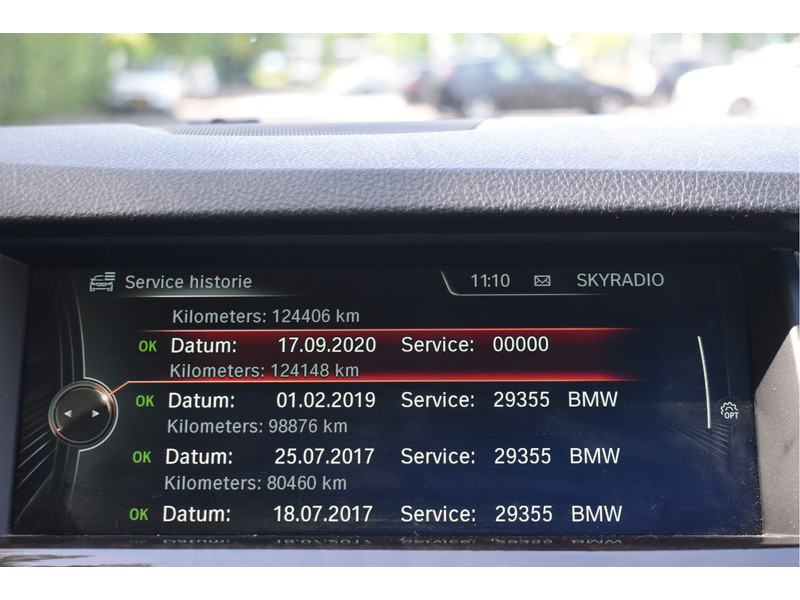 Service historie 11:10 SKYRADIO
Kilometers: 124406 km
OK Datum: 17.09.2020 Service: 00000
Kilometers: 124148 km
OK Datum: 01.02.2019 Service: 29355 BMW
Kilometers: 98876 km
OK Datum: 25.07.2017 Service: 29355 BMW
Kilometers: 80460 km
OK Datum: 18.07.2017 Service: 29355 BMW
OPT